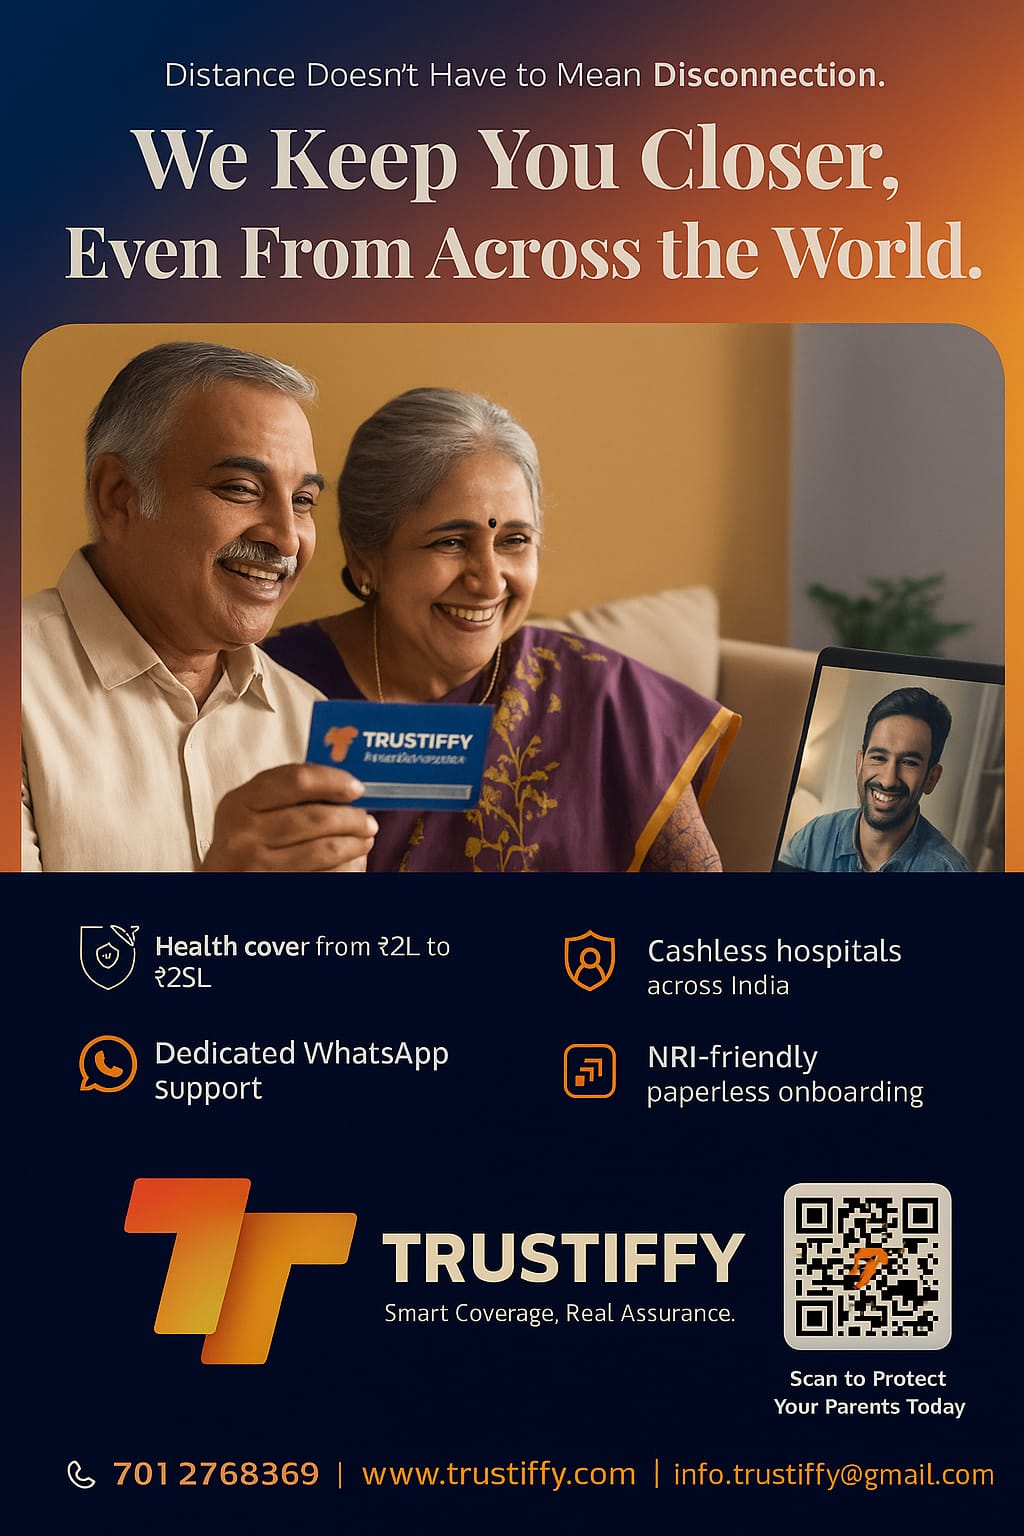 Distance Doesn't Have to Mean Disconnection.
We Keep You Closer,
Even From Across the World.
TRUSTIFFY
Health cover from ₹2L to
₹2SL
Cashless hospitals
across India
Dedicated WhatsApp
support
NRI-friendly
paperless onboarding
TRUSTIFFY
Smart Coverage, Real Assurance.
Scan to Protect
Your Parents Today
701 2768369 | www.trustiffy.com | info.trustiffy@gmail.com